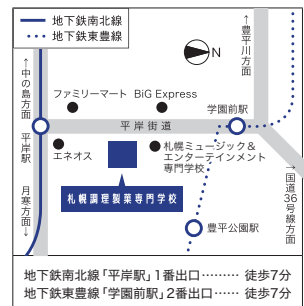 地下鉄南北線
地下鉄東豊線
↑豊平川方面
N
↑中の島方面
平岸駅
月寒方面↓
ファミリーマート
BiG Express
学園前駅
平岸街道
エネオス
札幌ミュージック＆
エンターテインメント
専門学校
→国道36号線方面
札幌調理製菓専門学校
豊平公園駅
地下鉄南北線「平岸駅」1番出口……… 徒歩7分
地下鉄東豊線「学園前駅」2番出口…… 徒歩7分